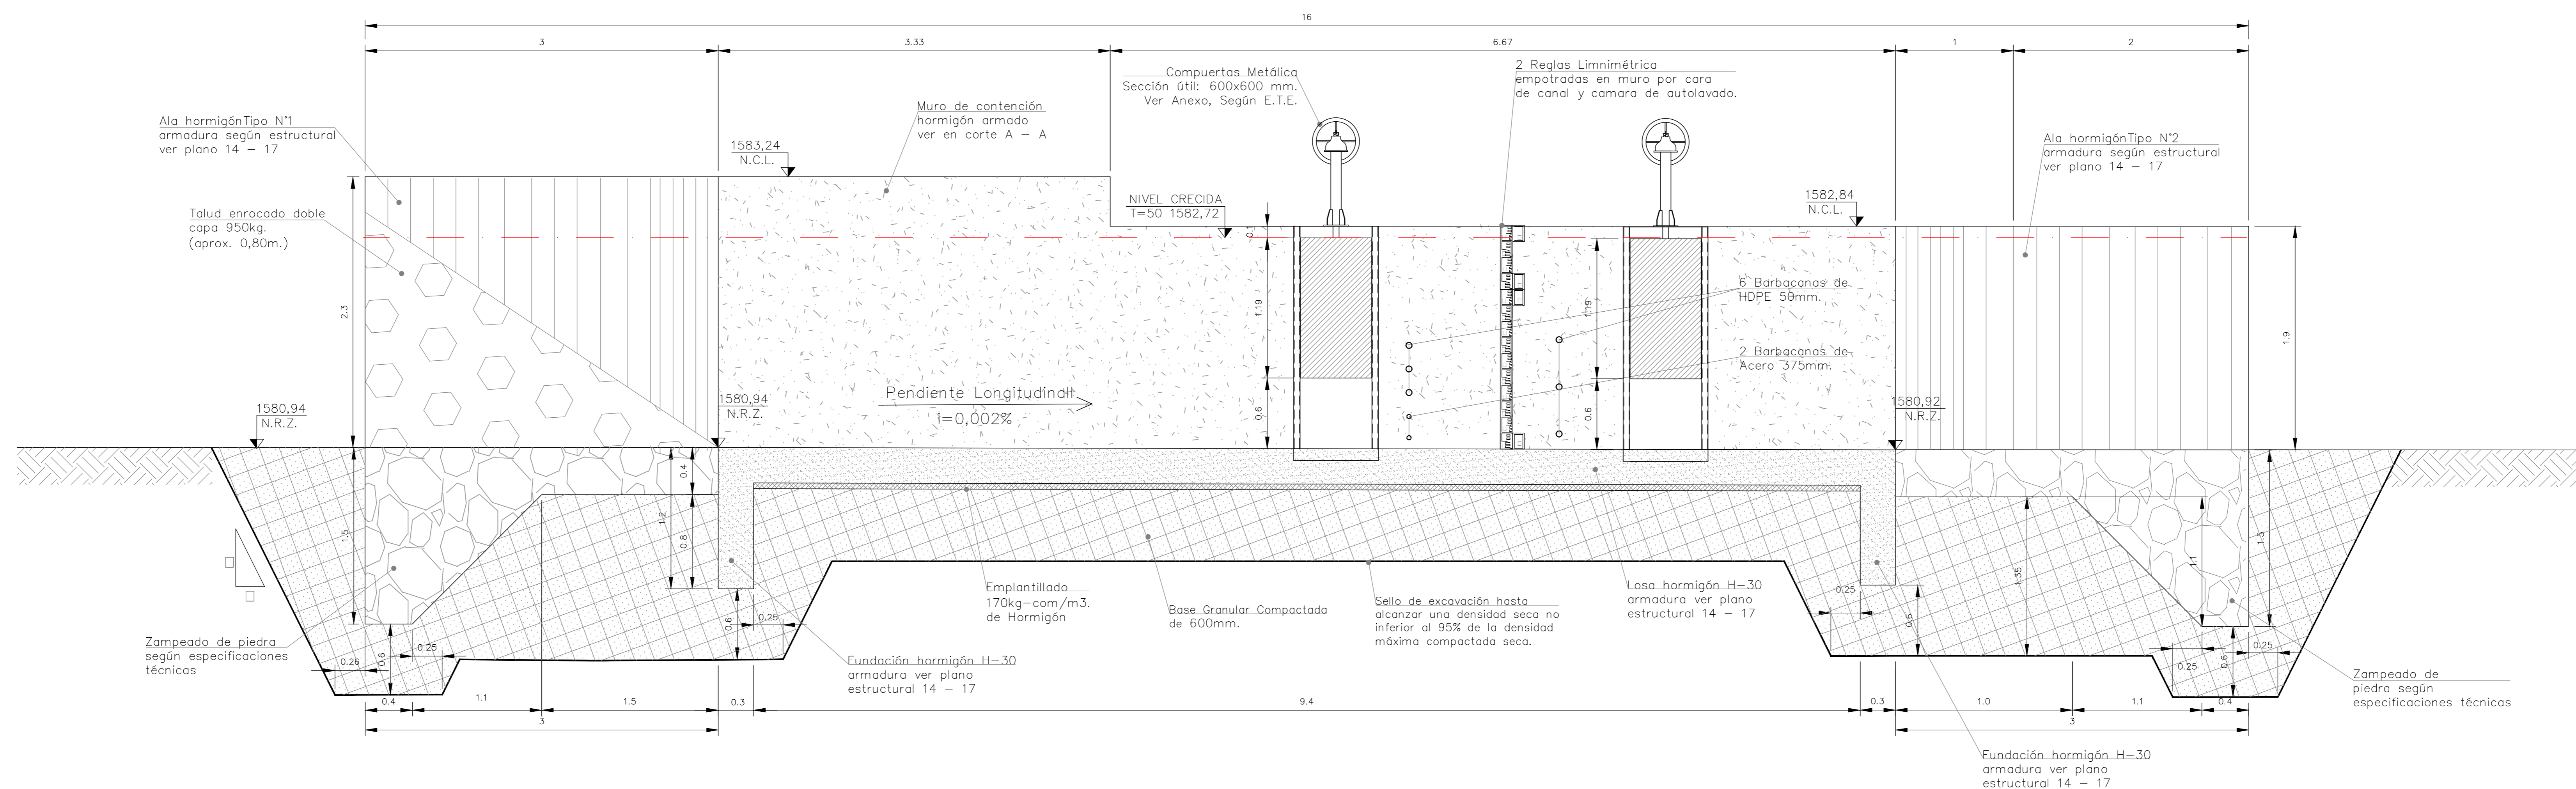 16
3
3.33
6.67
1
2
Compuertas Metálica
Sección útil: 600x600 mm.
Ver Anexo, Según E.T.E.
2 Reglas Limnimétrica
empotradas en muro por cara
de canal y camara de autolavado.
Muro de contención
hormigón armado
ver en corte A – A
Ala hormigónTipo N°1
armadura según estructural
ver plano 14 – 17
Ala hormigónTipo N°2
armadura según estructural
ver plano 14 – 17
1583,24
N.C.L.
NIVEL CRECIDA
T=50 1582,72
1582,84
N.C.L.
Talud enrocado doble
capa 950kg.
(aprox. 0,80m.)
0.1
2.3
1.19
1.19
1.9
6 Barbacanas de
HDPE 50mm.
2 Barbacanas de
Acero 375mm.
Pendiente Longitudinall
i=0,002%
0.6
0.6
1580,94
N.R.Z.
1580,94
N.R.Z.
1580,92
N.R.Z.
0.4
1.2
0.8
1.5
1.5
1.1
1.35
Emplantillado
170kg–com/m3.
de Hormigón
Base Granular Compactada
de 600mm.
Sello de excavación hasta
alcanzar una densidad seca no
inferior al 95% de la densidad
máxima compactada seca.
Losa hormigón H–30
armadura ver plano
estructural 14 – 17
0.25
0.6
0.25
0.6
Zampeado de piedra
según especificaciones
técnicas
0.26
0.6
0.25
Fundación hormigón H–30
armadura ver plano
estructural 14 – 17
0.25
0.6
0.25
Zampeado de
piedra según
especificaciones técnicas
0.4
1.1
1.5
0.3
9.4
0.3
1.0
1.1
0.4
3
3
Fundación hormigón H–30
armadura ver plano
estructural 14 – 17